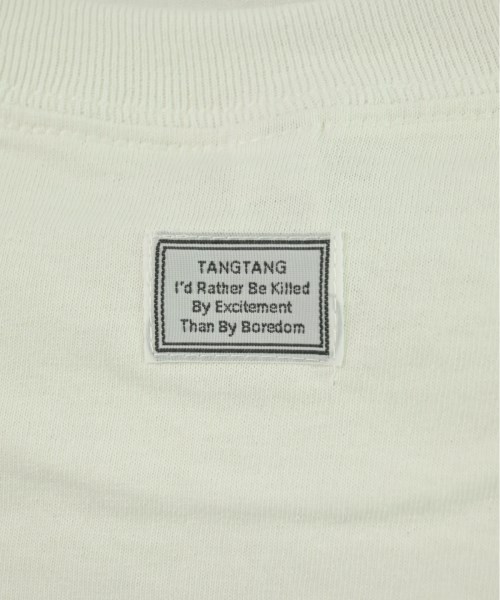 TANGTANG
I'd Rather Be Killed
By Excitement
Than By Boredom